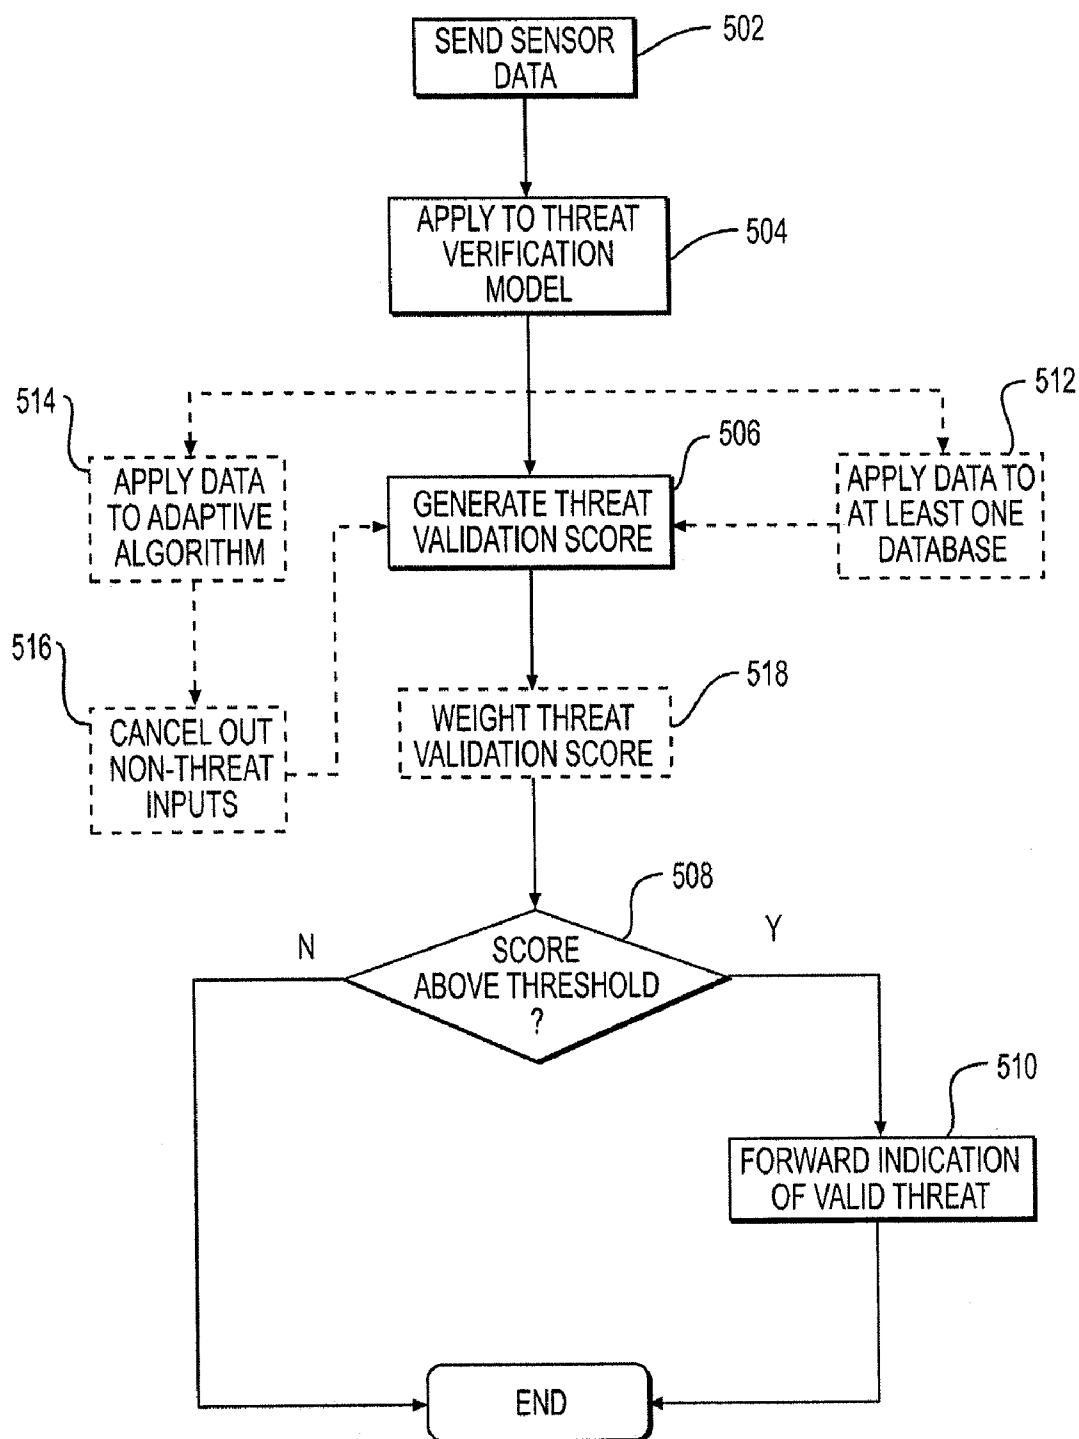 SEND SENSOR
DATA
502
APPLY TO THREAT
VERIFICATION
MODEL
504
514
512
506
APPLY DATA
TO ADAPTIVE
ALGORITHM
GENERATE THREAT
VALIDATION SCORE
APPLY DATA TO
AT LEAST ONE
DATABASE
516
518
CANCEL OUT
NON-THREAT
INPUTS
WEIGHT THREAT
VALIDATION SCORE
508
N
Y
SCORE
ABOVE THRESHOLD
?
510
FORWARD INDICATION
OF VALID THREAT
END